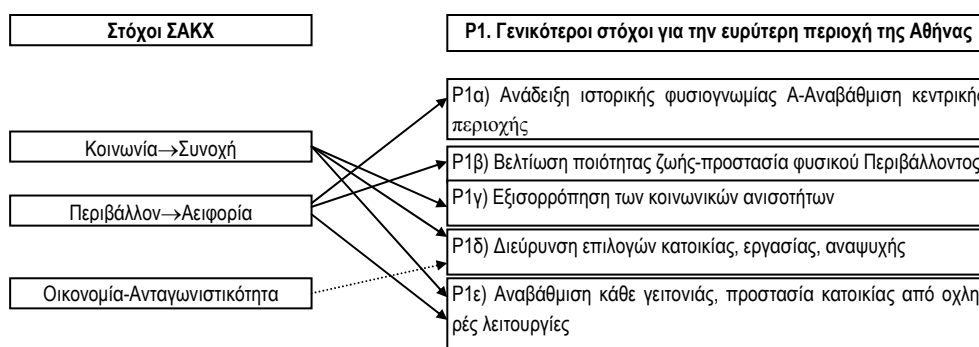 Στόχοι ΣΑΚΧ
Ρ1. Γενικότεροι στόχοι για την ευρύτερη περιοχή της Αθήνας
Ρ1α) Ανάδειξη ιστορικής φυσιογνωμίας Α-Αναβάθμιση κεντρικής
περιοχής
Κοινωνία→Συνοχή
Ρ1β) Βελτίωση ποιότητας ζωής-προστασία φυσικού Περιβάλλοντος
Ρ1γ) Εξισορρόπηση των κοινωνικών ανισοτήτων
Περιβάλλον→Αειφορία
Ρ1δ) Διεύρυνση επιλογών κατοικίας, εργασίας, αναψυχής
Οικονομία-Ανταγωνιστικότητα
Ρ1ε) Αναβάθμιση κάθε γειτονιάς, προστασία κατοικίας από οχλη
ρές λειτουργίες